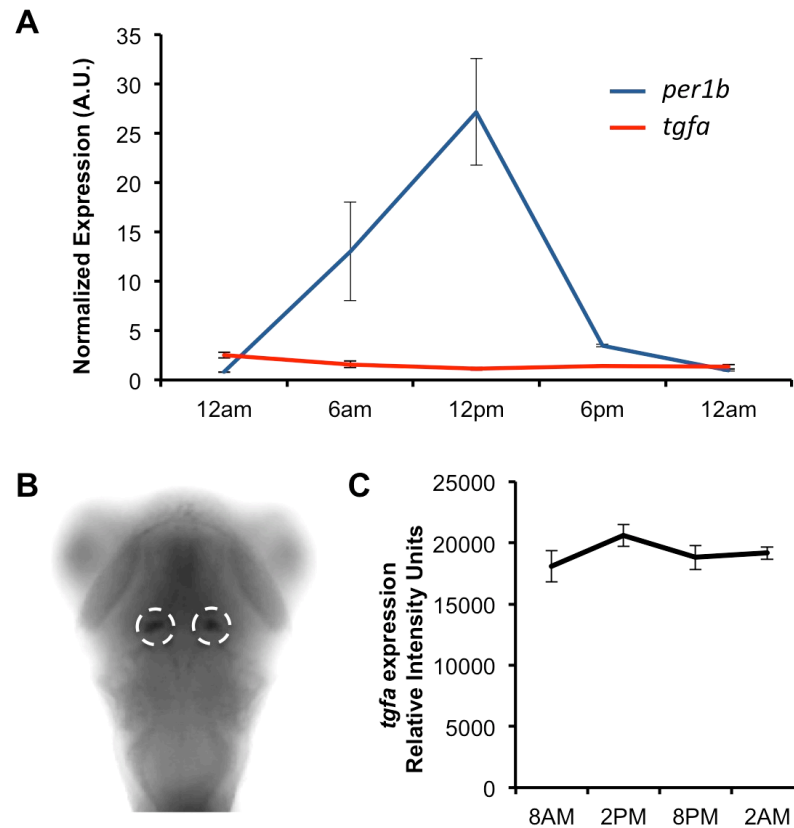 A
Normalized Expression (A.U.)
35
30
25
20
15
10
5
0
12am
6am
12pm
6pm
12am
per1b
tgfa
B
C
tgfa expression
Relative Intensity Units
25000
20000
15000
10000
5000
0
8AM
2PM
8PM
2AM